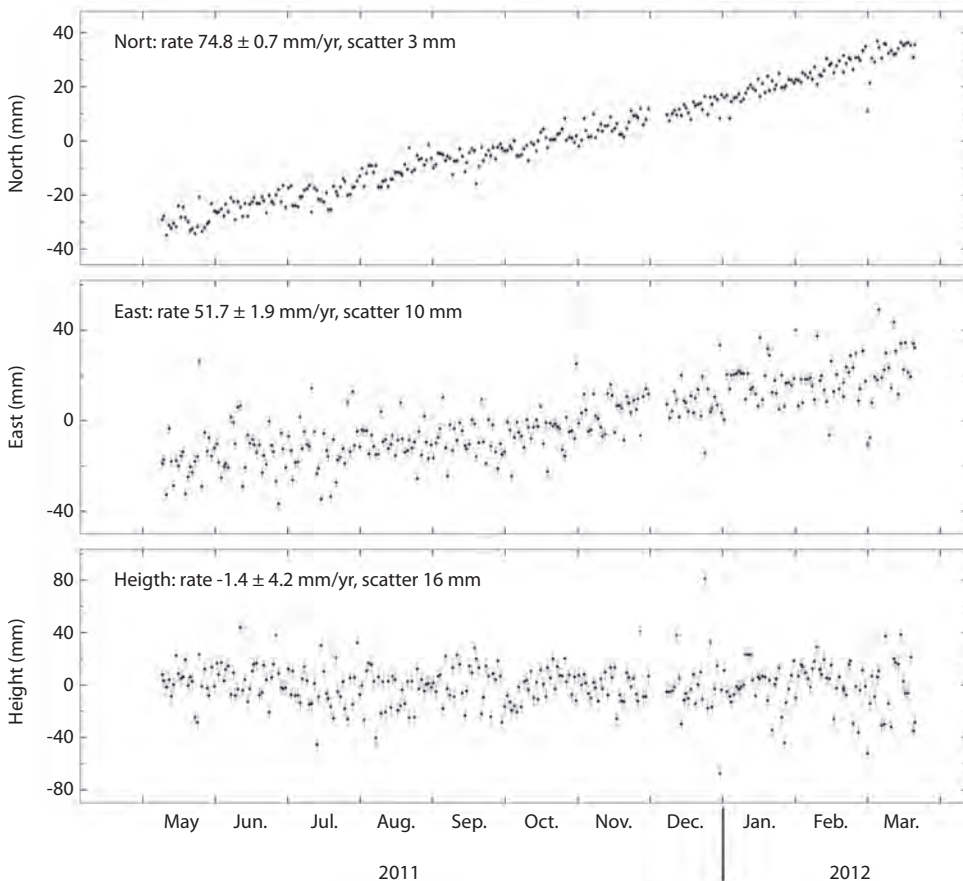 40
Nort: rate 74.8 ± 0.7 mm/yr, scatter 3 mm
20
0
-20
-40
North (mm)
East: rate 51.7 ± 1.9 mm/yr, scatter 10 mm
40
0
-40
East (mm)
Heigth: rate -1.4 ± 4.2 mm/yr, scatter 16 mm
80
40
0
-40
-80
Height (mm)
May Jun. Jul. Aug. Sep. Oct. Nov. Dec. Jan. Feb. Mar.
2011 2012